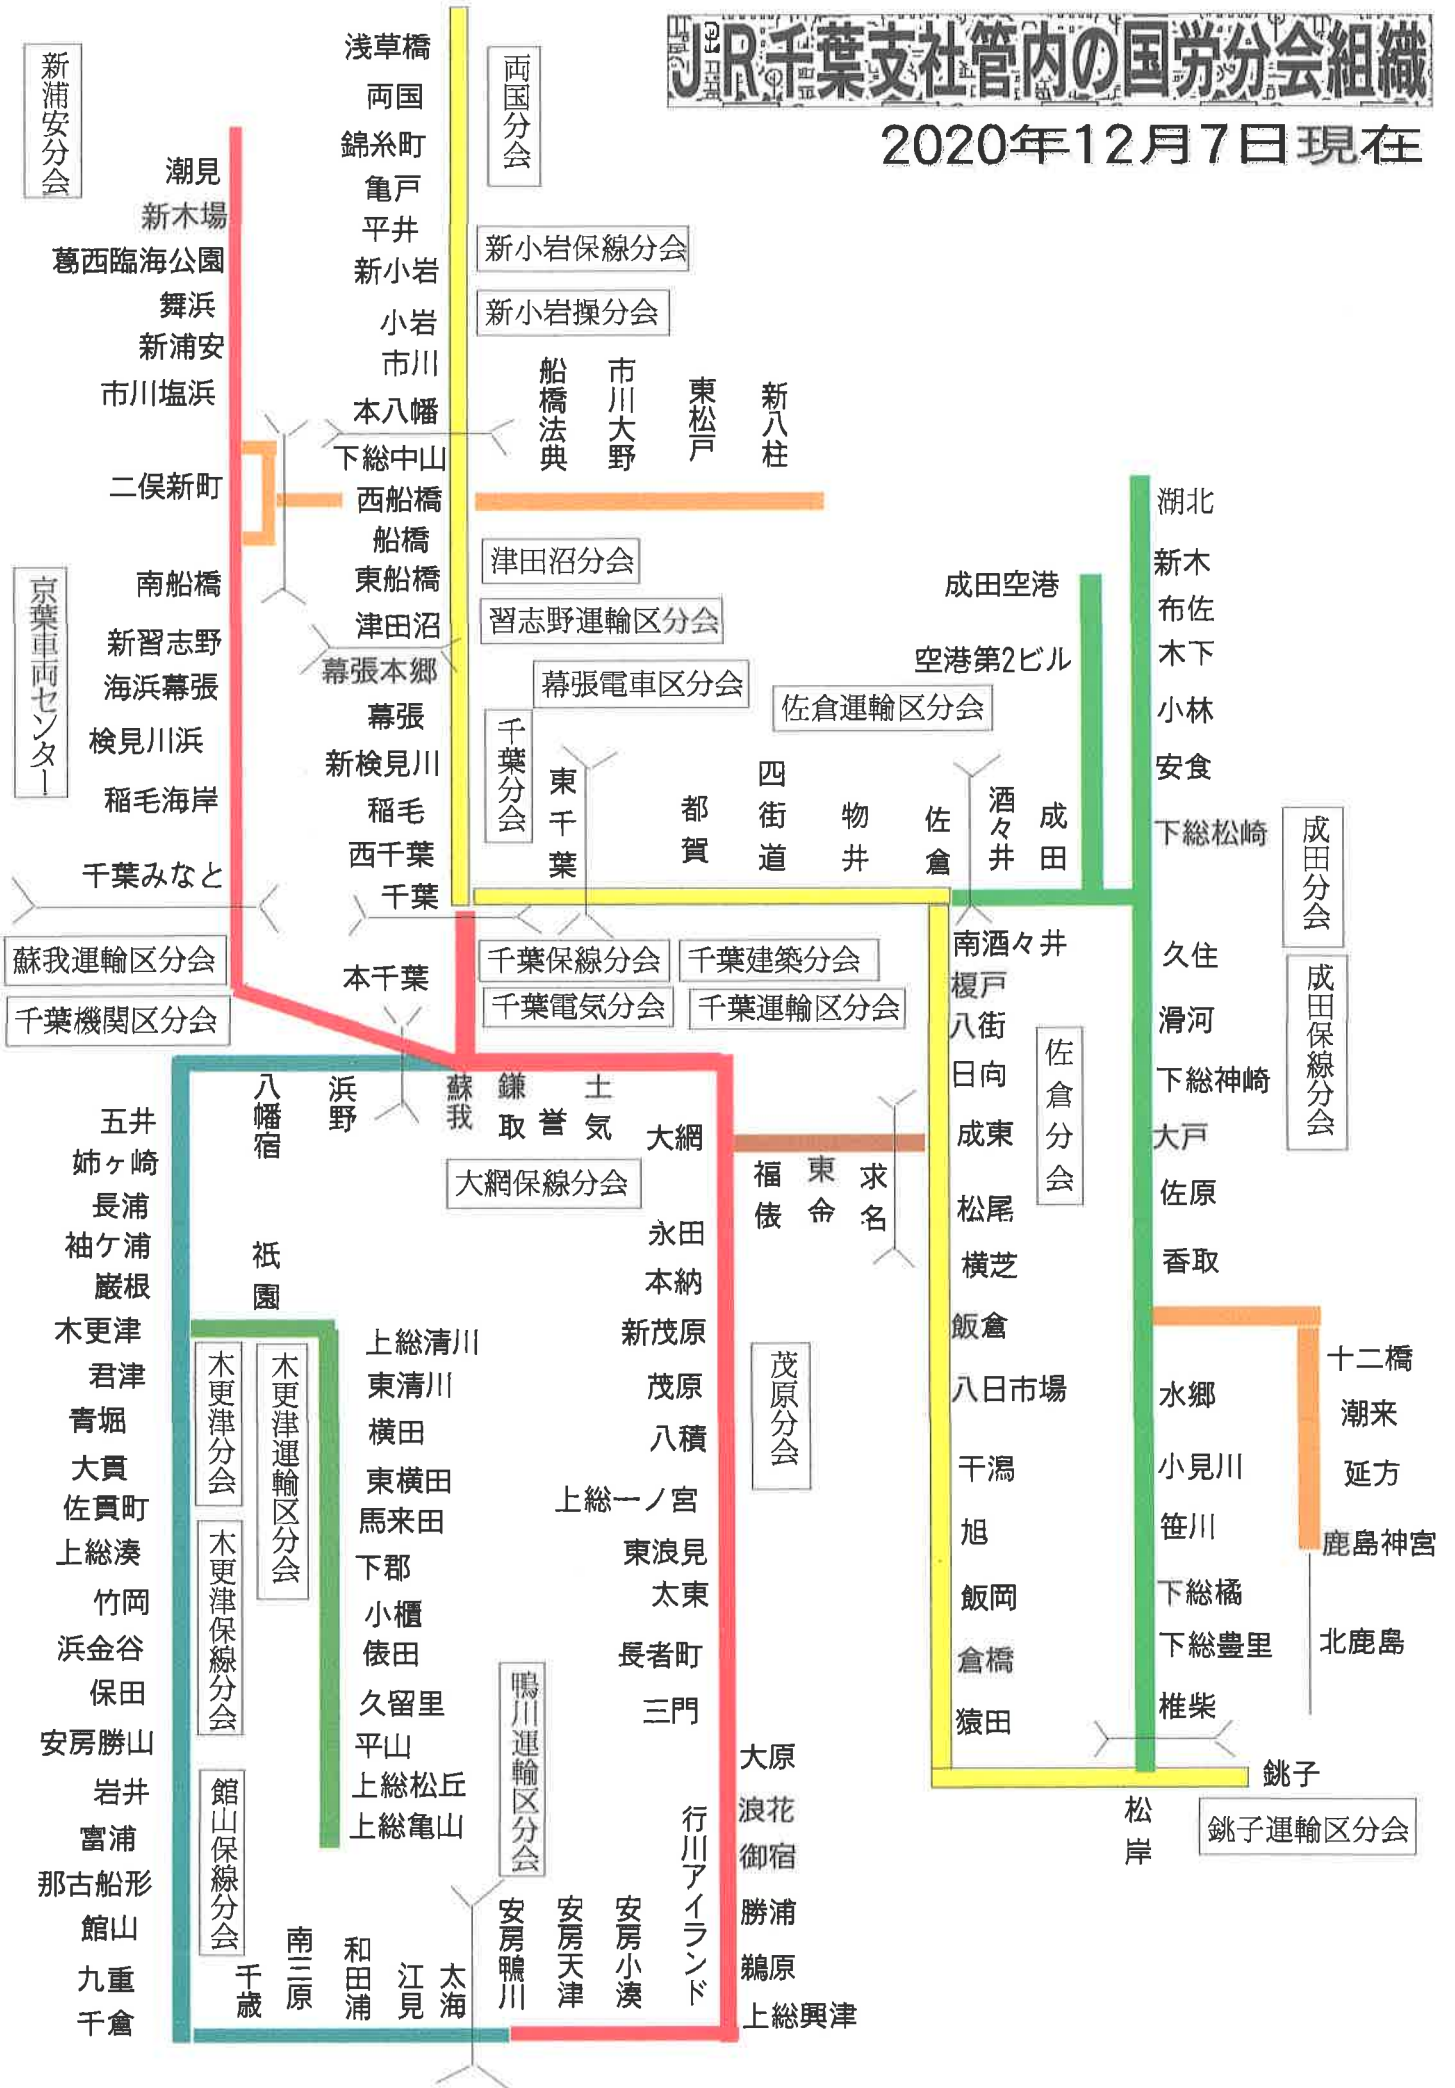 JR千葉支社管内の国労分会組織
2020年12月7日現在
新浦安分会
潮見
新木場
葛西臨海公園
舞浜
新浦安
市川塩浜
二俣新町
南船橋
新習志野
海浜幕張
検見川浜
稲毛海岸
千葉みなと
京葉車両センター
蘇我運輸区分会
千葉機関区分会
浅草橋
両国
錦糸町
亀戸
平井
新小岩
小岩
市川
本八幡
下総中山
西船橋
船橋
東船橋
津田沼
幕張本郷
幕張
新検見川
稲毛
西千葉
千葉
本千葉
両国分会
新小岩保線分会
新小岩操分会
船橋法典
市川大野
東松戸
新八柱
津田沼分会
習志野運輸区分会
幕張電車区分会
佐倉運輸区分会
千葉分会
東千葉
都賀
四街道
物井
佐倉
酒々井
成田
成田空港
空港第2ビル
湖北
新木
布佐
木下
小林
安食
下総松崎
成田分会
成田保線分会
久住
滑河
下総神崎
大戸
佐原
香取
水郷
小見川
笹川
下総橘
下総豊里
椎柴
十二橋
潮来
延方
鹿島神宮
北鹿島
千葉保線分会
千葉建築分会
千葉電気分会
千葉運輸区分会
南酒々井
榎戸
八街
日向
成東
松尾
横芝
飯倉
八日市場
干潟
旭
飯岡
倉橋
猿田
佐倉分会
松岸
銚子
銚子運輸区分会
八幡宿
浜野
蘇我
鎌取
誉
土気
大網
大網保線分会
福俵
東金
求名
永田
本納
新茂原
茂原
八積
上総一ノ宮
東浪見
太東
長者町
三門
大原
浪花
御宿
勝浦
鵜原
上総興津
茂原分会
五井
姉ヶ崎
長浦
袖ケ浦
巌根
木更津
君津
青堀
大貫
佐貫町
上総湊
竹岡
浜金谷
保田
安房勝山
岩井
富浦
那古船形
館山
九重
千倉
祇園
上総清川
東清川
横田
東横田
馬来田
下郡
小櫃
俵田
久留里
平山
上総松丘
上総亀山
木更津分会
木更津運輸区分会
木更津保線分会
館山保線分会
鴨川運輸区分会
千歳
南三原
和田浦
江見
太海
安房鴨川
安房天津
安房小湊
行川アイランド